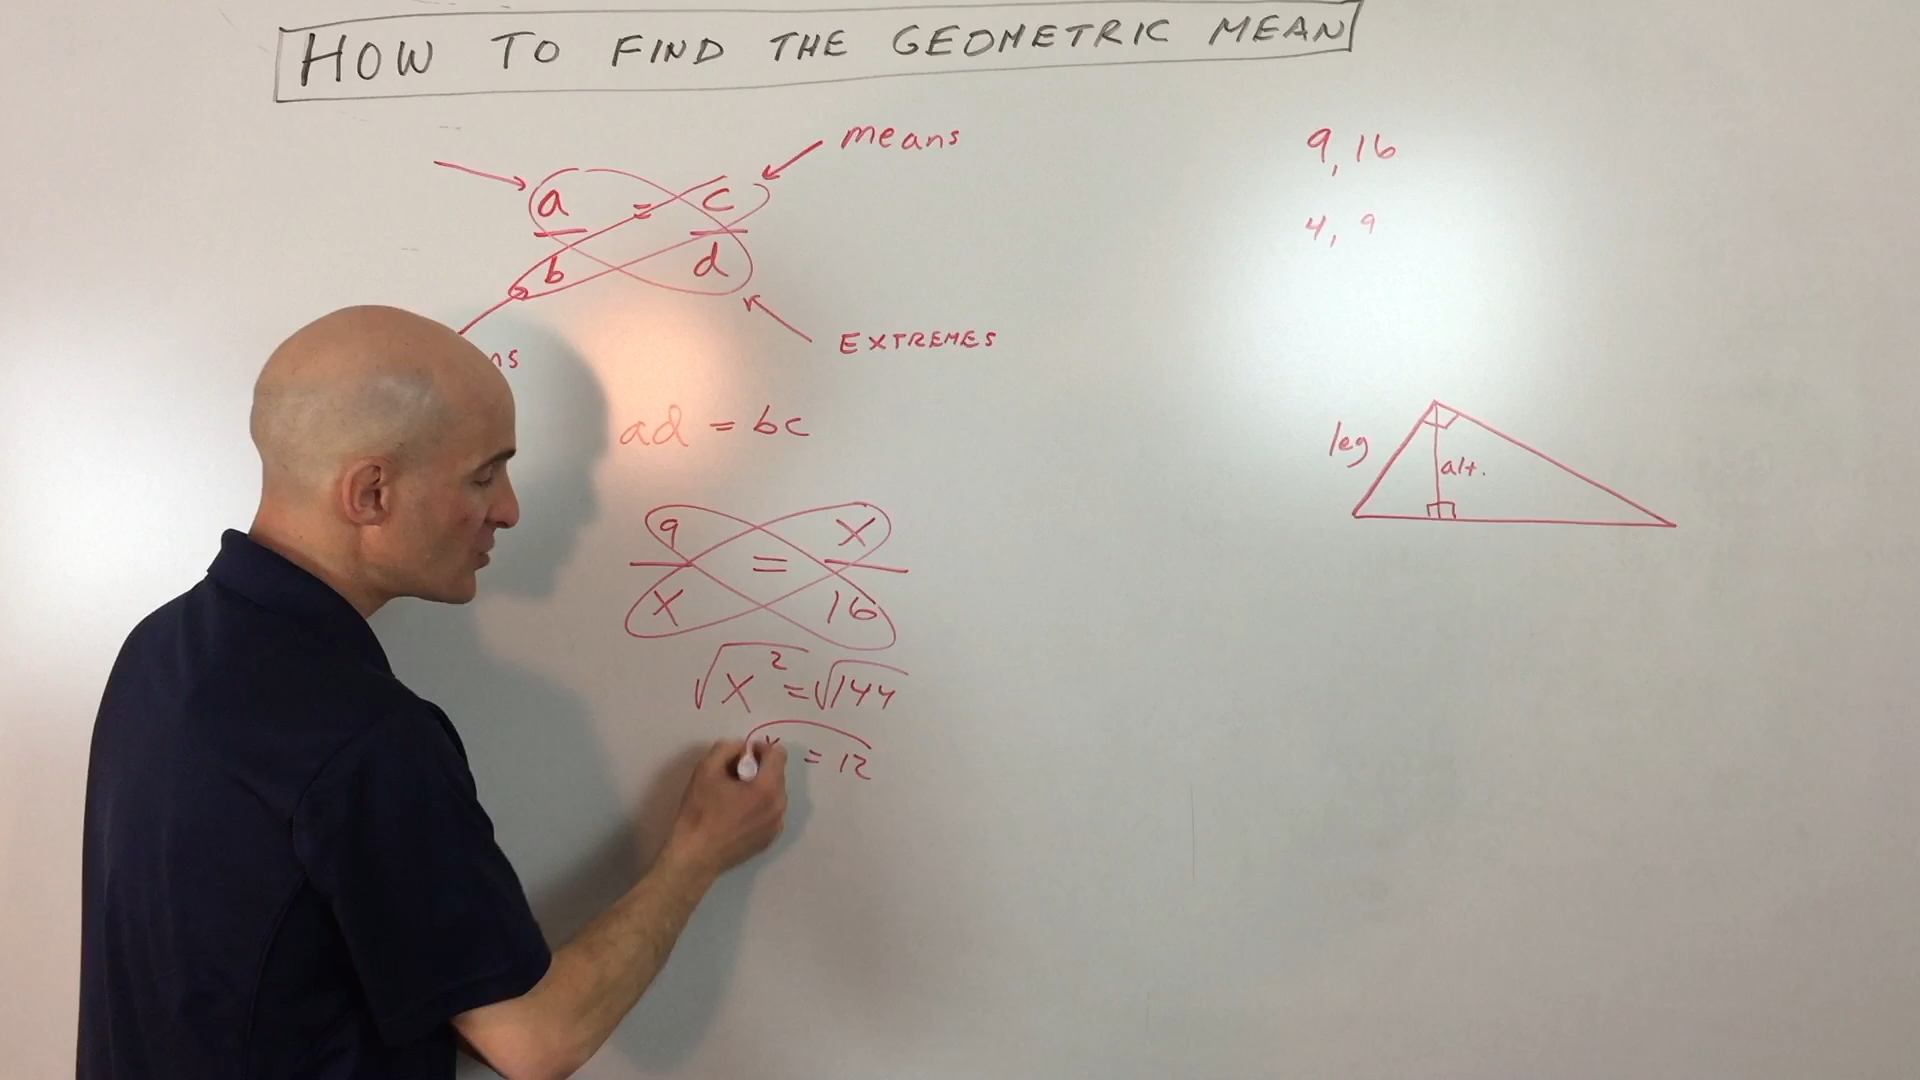 HOW TO FIND THE GEOMETRIC MEAN
means
a = c
b d
EXTREMES
ns
ad = bc
9 = X
X 16
√X² = √144
x = 12
9, 16
4, 9
leg
alt.